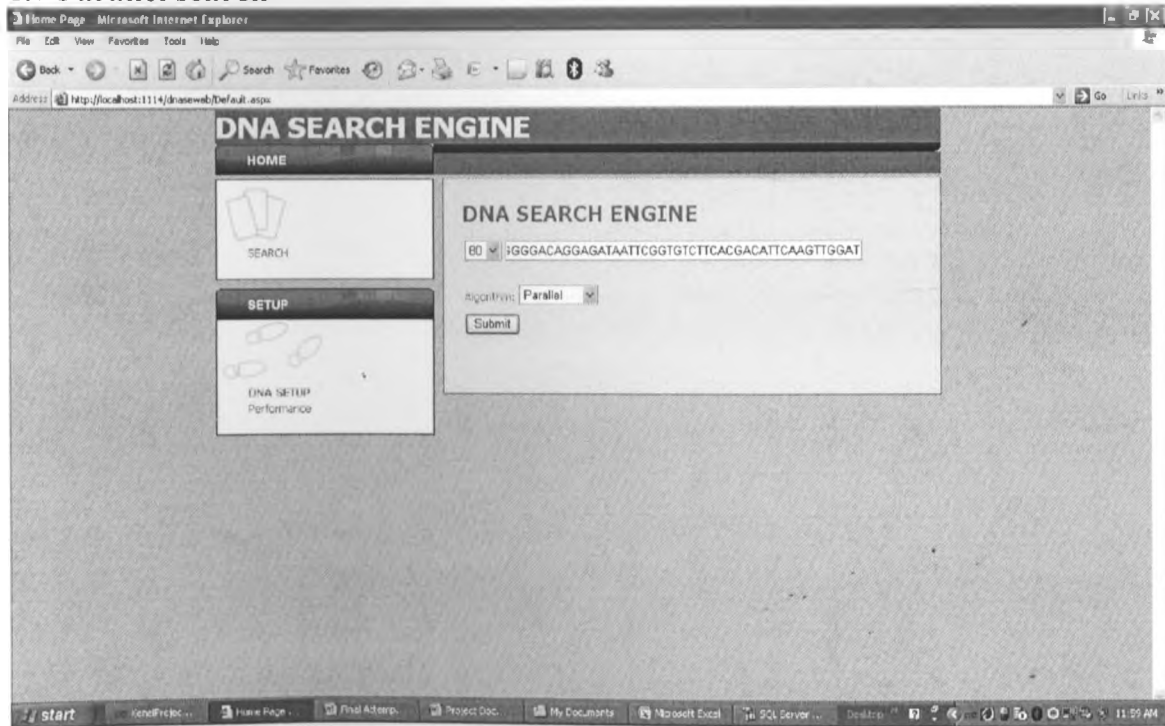 Home Page Microsoft Internet Explorer
File Edit View Favorites Tools Help
Back Search Favorites
Address http://localhost:1114/dnaseweb/Default.aspx Go Links
DNA SEARCH ENGINE
HOME
SEARCH
SETUP
DNA SETUP
Performance
DNA SEARCH ENGINE
80 GGGACAGGAGATAATTCGGTGTCTTCACGACATTCAAGTTGGAT
Algorithm: Parallel
Submit
start Home Page ... Final Attemp... Project Doc... My Documents Microsoft Excel SQL Server ... Desktop 11:59 AM